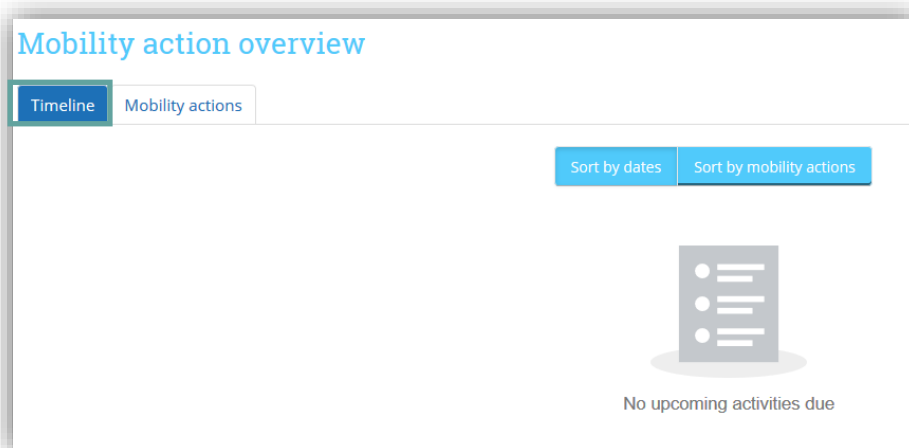 Mobility action overview
Timeline Mobility actions
Sort by dates Sort by mobility actions
No upcoming activities due